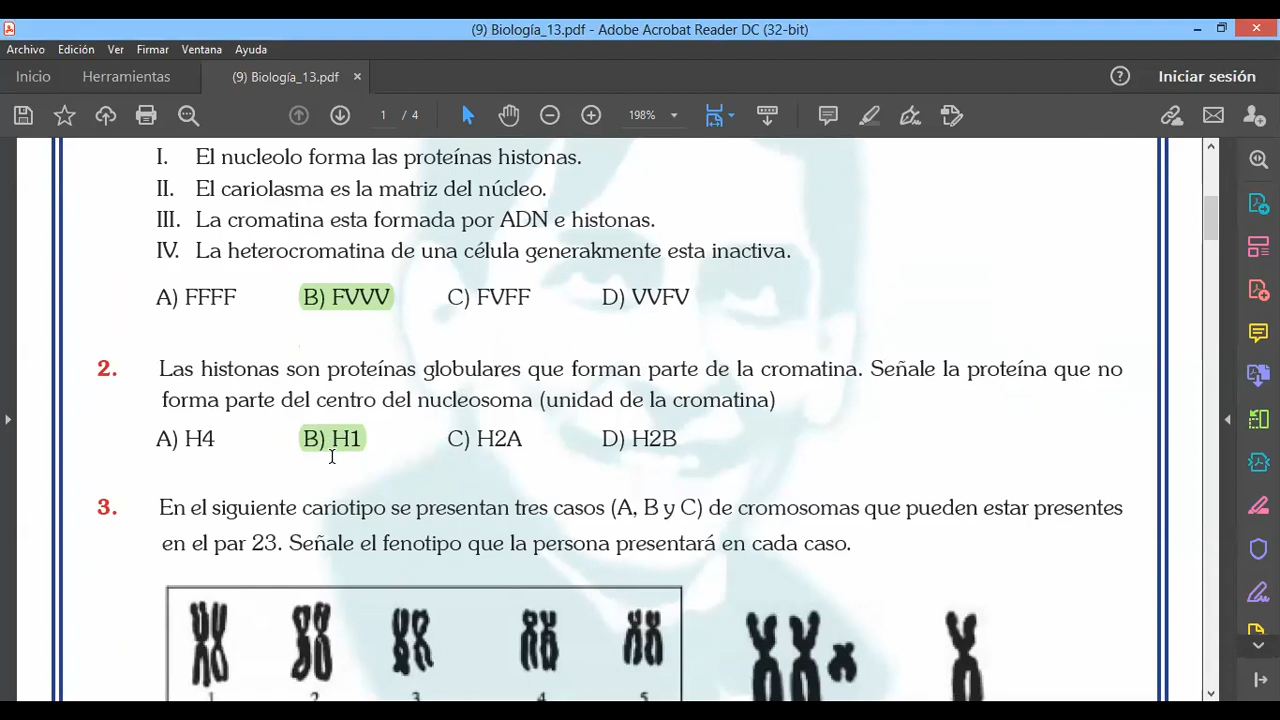 (9) Biología_13.pdf - Adobe Acrobat Reader DC (32-bit)
Archivo Edición Ver Firmar Ventana Ayuda
Inicio Herramientas (9) Biología_13.pdf × Iniciar sesión
1 / 4 198%
I. El nucleolo forma las proteínas histonas.
II. El cariolasma es la matriz del núcleo.
III. La cromatina esta formada por ADN e histonas.
IV. La heterocromatina de una célula generakmente esta inactiva.
A) FFFF B) FVVV C) FVFF D) VVFV
2. Las histonas son proteínas globulares que forman parte de la cromatina. Señale la proteína que no
forma parte del centro del nucleosoma (unidad de la cromatina)
A) H4 B) H1 C) H2A D) H2B
3. En el siguiente cariotipo se presentan tres casos (A, B y C) de cromosomas que pueden estar presentes
en el par 23. Señale el fenotipo que la persona presentará en cada caso.
1 2 3 4 5